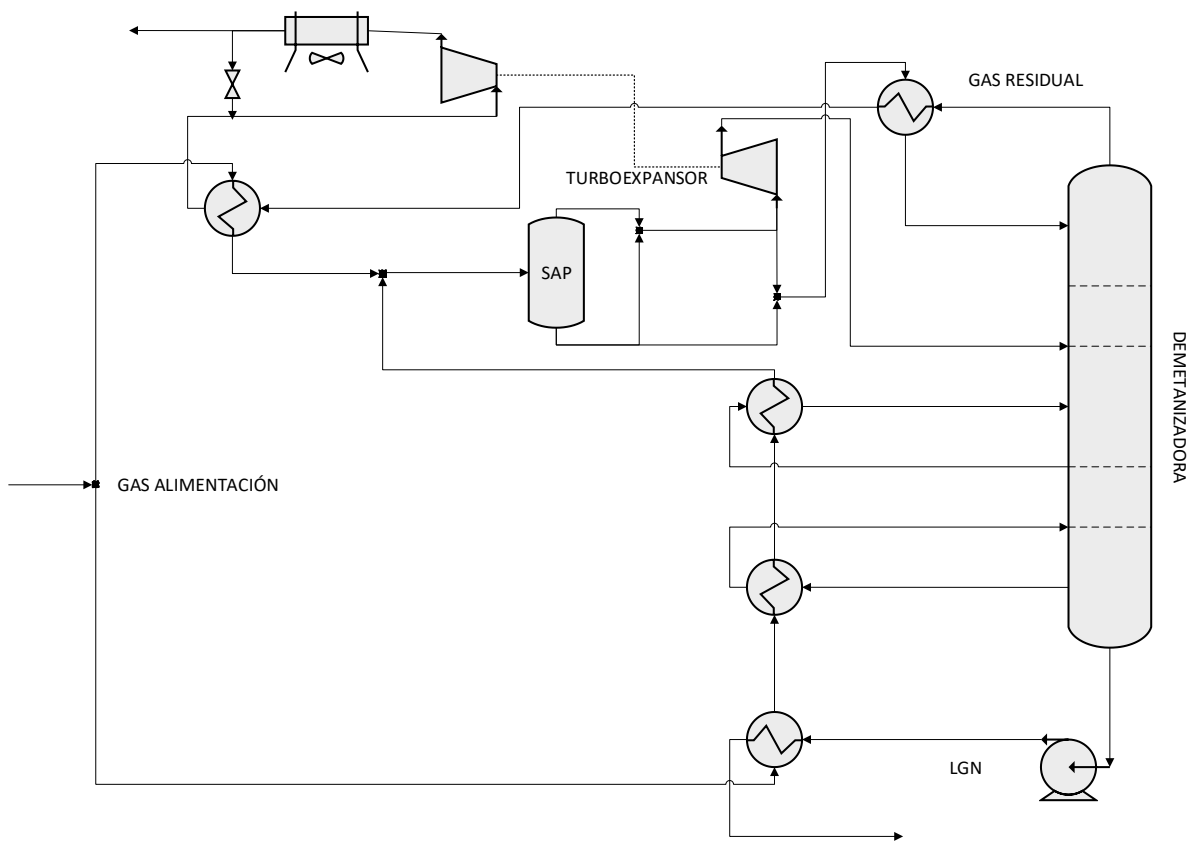 GAS RESIDUAL
TURBOEXPANSOR
SAP
DEMETANIZADORA
GAS ALIMENTACIÓN
LGN